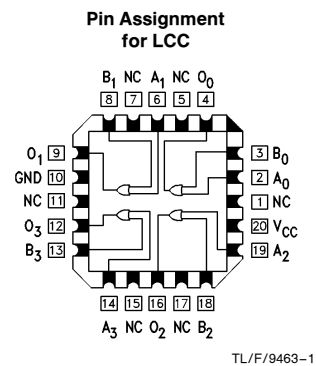 Pin Assignment
for LCC
B1 NC A1 NC O0
8 7 6 5 4
O1 9
GND 10
NC 11
O3 12
B3 13
3 B0
2 A0
1 NC
20 VCC
19 A2
14 15 16 17 18
A3 NC O2 NC B2
TL/F/9463–1